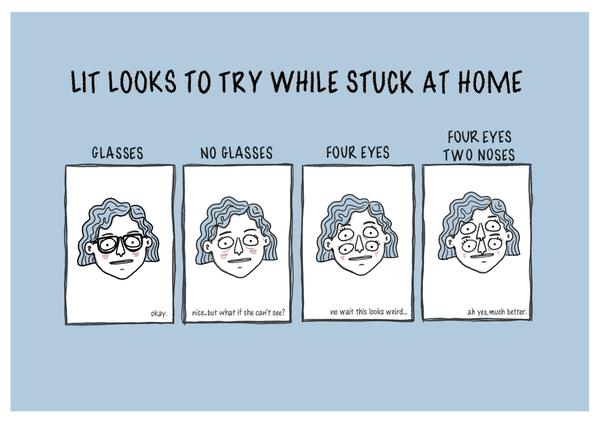 LIT LOOKS TO TRY WHILE STUCK AT HOME
GLASSES
okay.
NO GLASSES
nice...but what if she can't see?
FOUR EYES
no wait this looks weird...
FOUR EYES
TWO NOSES
ah yes, much better.